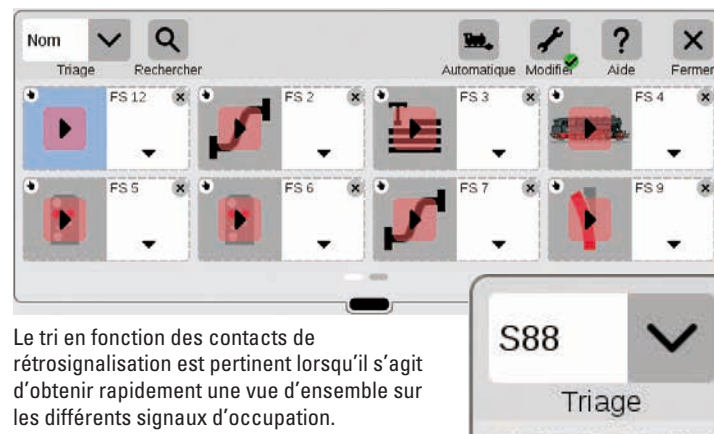 Nom
Triage
Rechercher
Automatique
Modifier
Aide
Fermer
FS 12
FS 2
FS 3
FS 4
FS 5
FS 6
FS 7
FS 9
Le tri en fonction des contacts de
rétrosignalisation est pertinent lorsqu'il s'agit
d'obtenir rapidement une vue d'ensemble sur
les différents signaux d'occupation.
S88
Triage